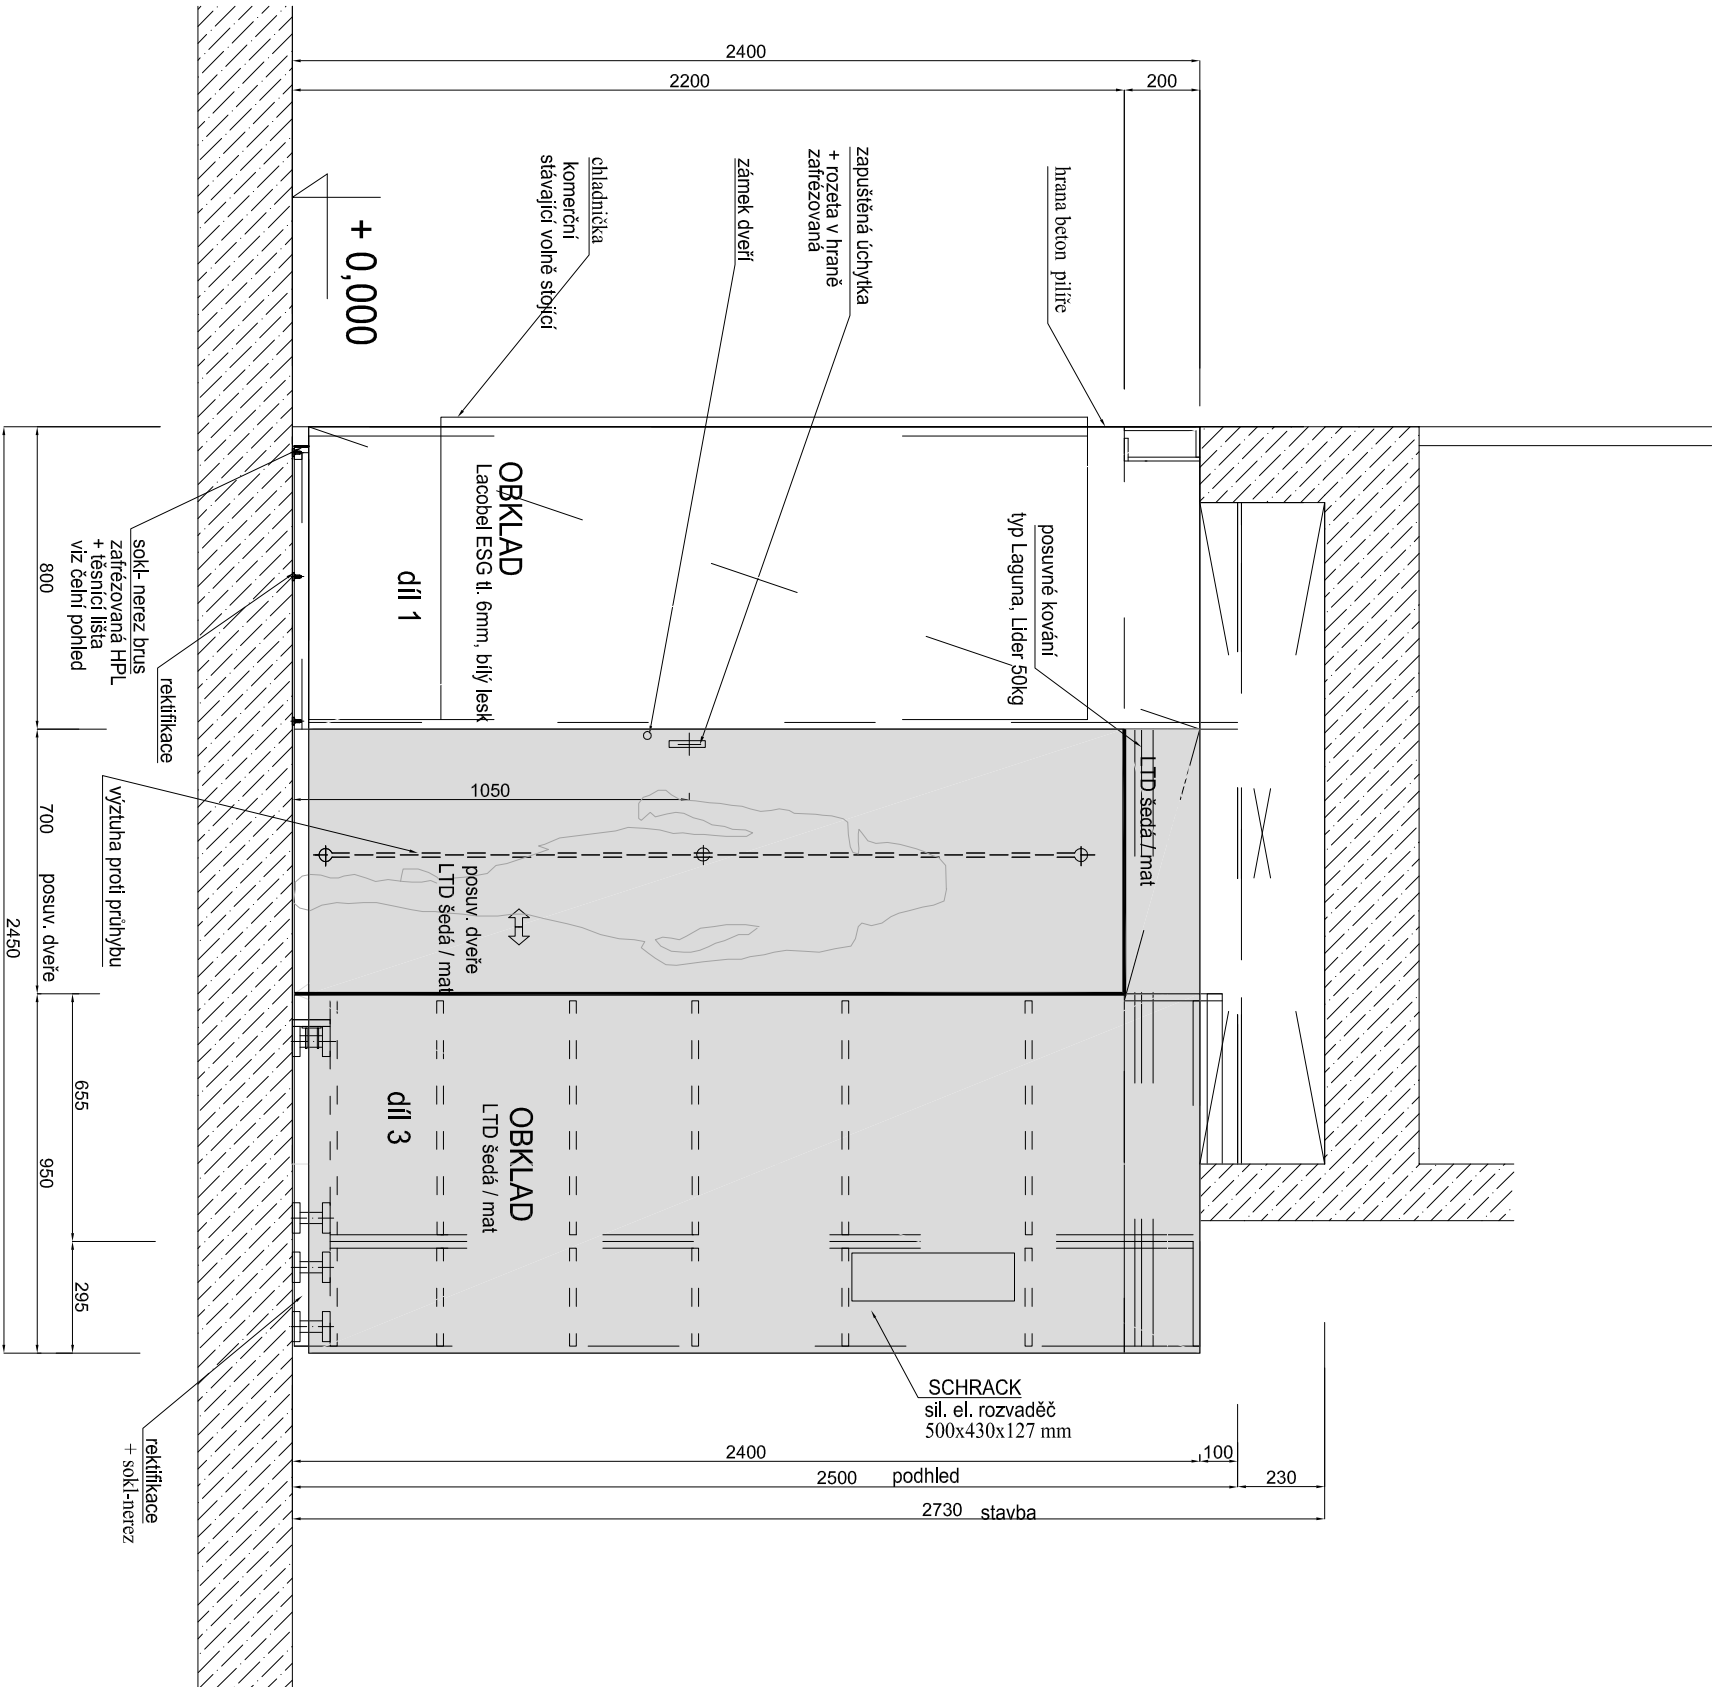 2400
2200
200
hrana beton pilíře
zapuštěná úchytka
+ rozeta v hraně
zafrézovaná
zámek dveří
chladnička
komerční
stávající volně stojící
+ 0,000
OBKLAD
Lacobel ESG tl. 6mm, bílý lesk
díl 1
posuvné kování
typ Laguna, Lider 50kg
LTD šedá / mat
sokl- nerez brus
zafrézovaná HPL
+ těsnící lišta
viz čelní pohled
rektifikace
výztuha proti průhybu
1050
posuv. dveře
LTD šedá / mat
800
700
posuv. dveře
950
2450
655
295
díl 3
OBKLAD
LTD šedá / mat
SCHRACK
sil. el. rozvaděč
500x430x127 mm
rektifikace
+ sokl-nerez
2400
100
2500 podhled
230
2730 stavba